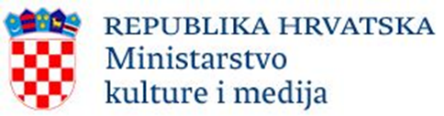 REPUBLIKA HRVATSKA
Ministarstvo
kulture i medija